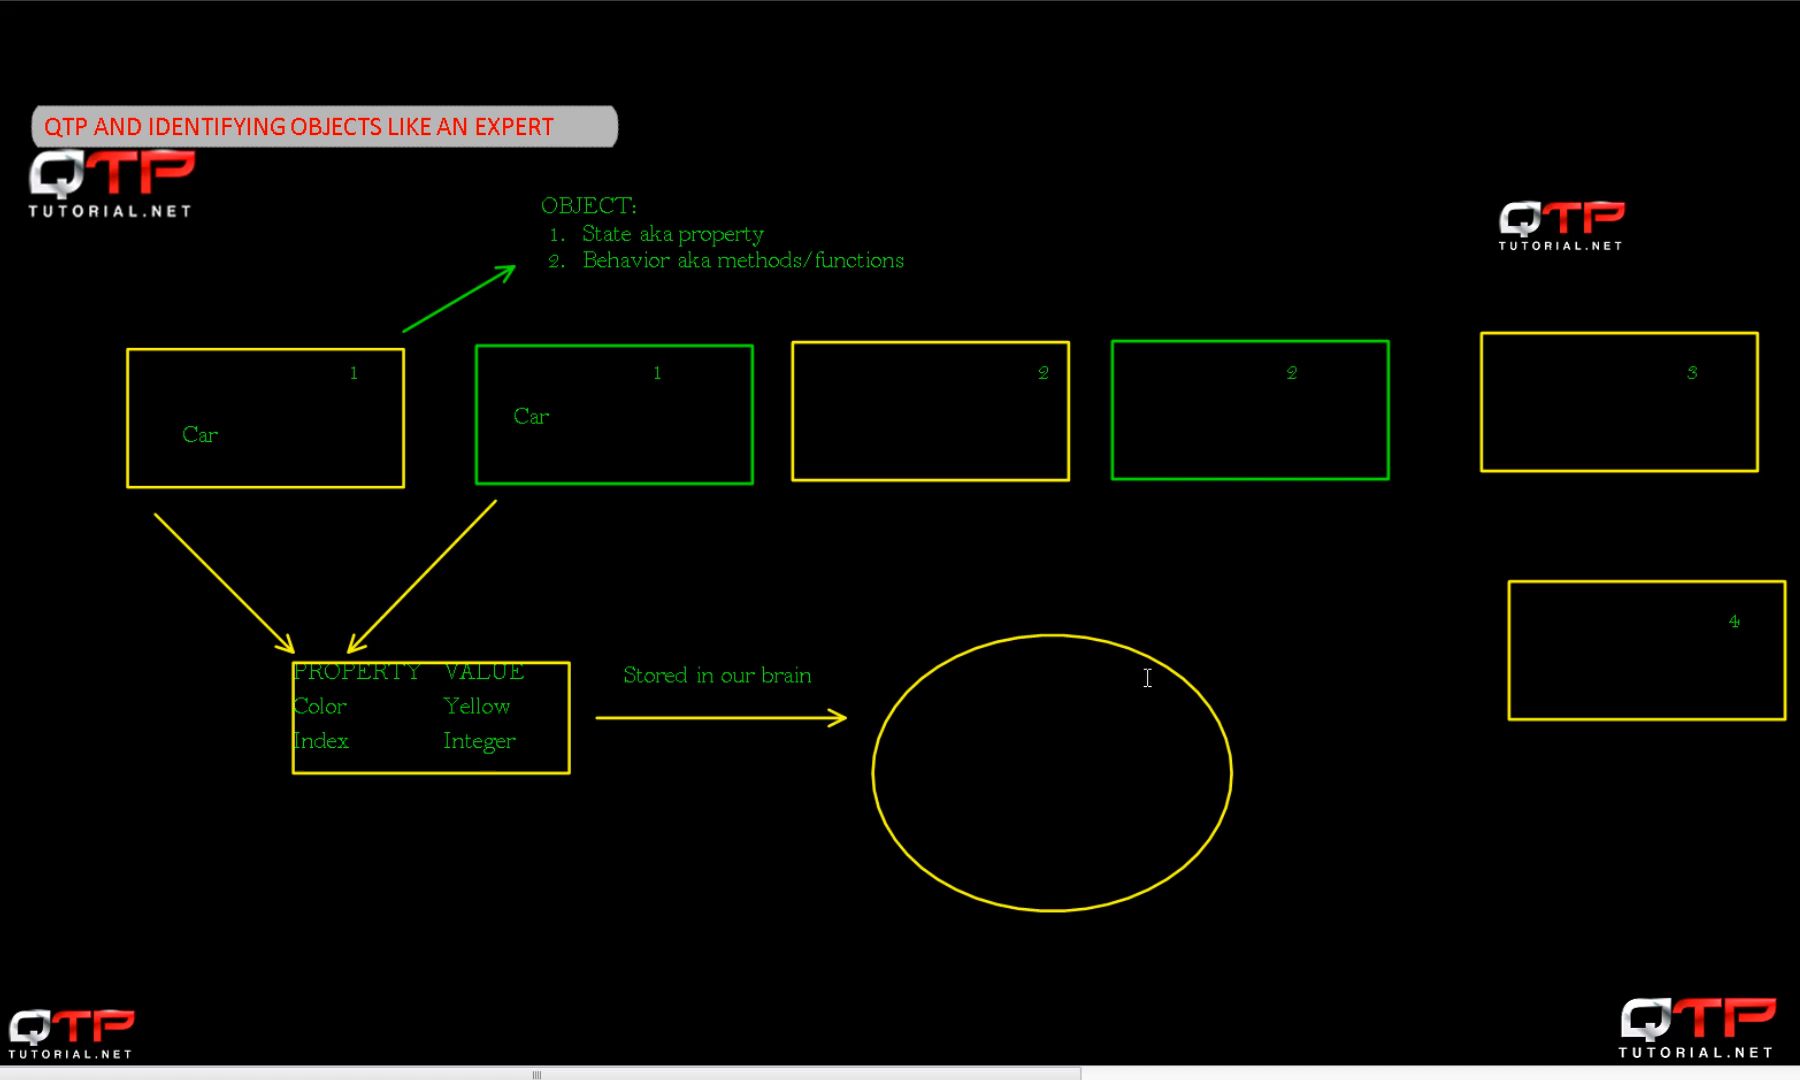 QTP AND IDENTIFYING OBJECTS LIKE AN EXPERT
QTP
TUTORIAL.NET
OBJECT:
1. State aka property
2. Behavior aka methods/functions
QTP
TUTORIAL.NET
1
Car
1
Car
2
2
3
4
PROPERTY VALUE
Color Yellow
Index Integer
Stored in our brain
QTP
TUTORIAL.NET
QTP
TUTORIAL.NET